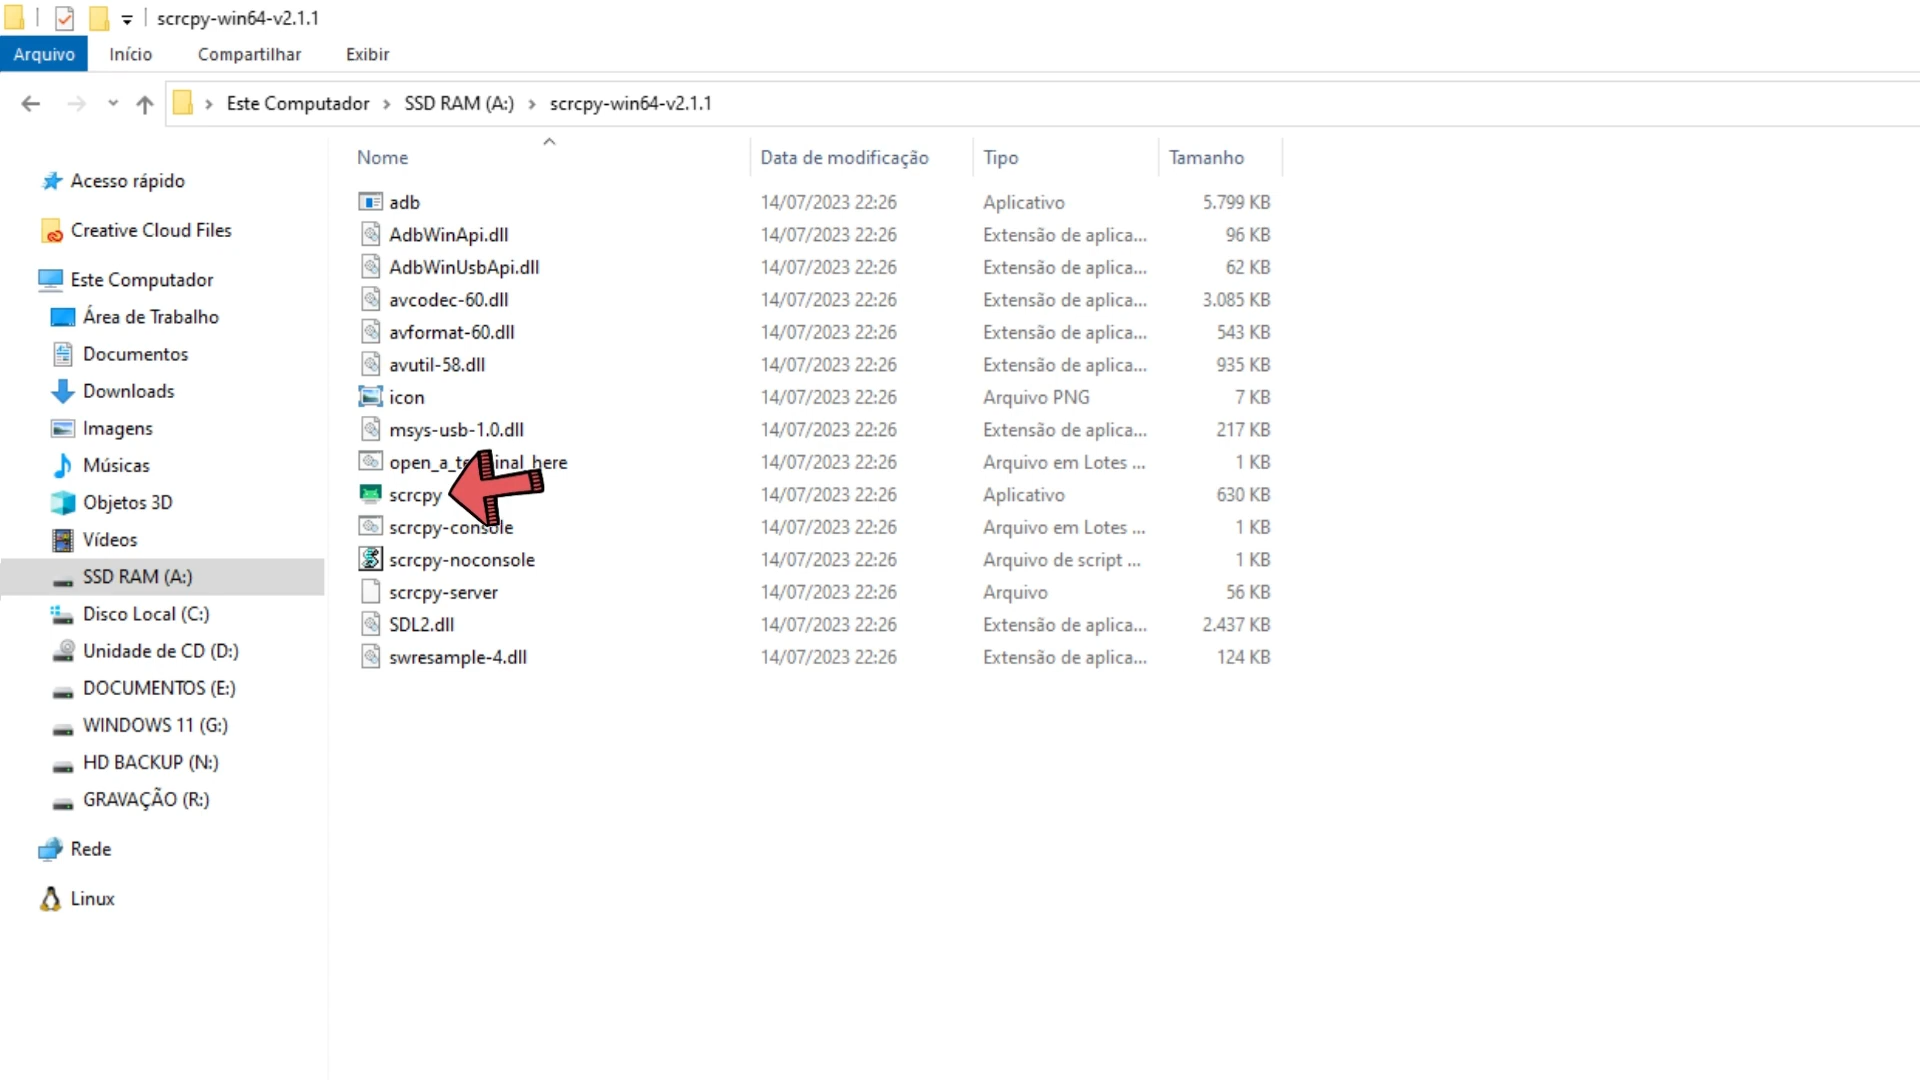 scrcpy-win64-v2.1.1
Arquivo Início Compartilhar Exibir
Este Computador SSD RAM (A:) scrcpy-win64-v2.1.1
Acesso rápido
Creative Cloud Files
Este Computador
Área de Trabalho
Documentos
Downloads
Imagens
Músicas
Objetos 3D
Vídeos
SSD RAM (A:)
Disco Local (C:)
Unidade de CD (D:)
DOCUMENTOS (E:)
WINDOWS 11 (G:)
HD BACKUP (N:)
GRAVAÇÃO (R:)
Rede
Linux
Nome Data de modificação Tipo Tamanho
adb 14/07/2023 22:26 Aplicativo 5.799 KB
AdbWinApi.dll 14/07/2023 22:26 Extensão de aplica... 96 KB
AdbWinUsbApi.dll 14/07/2023 22:26 Extensão de aplica... 62 KB
avcodec-60.dll 14/07/2023 22:26 Extensão de aplica... 3.085 KB
avformat-60.dll 14/07/2023 22:26 Extensão de aplica... 543 KB
avutil-58.dll 14/07/2023 22:26 Extensão de aplica... 935 KB
icon 14/07/2023 22:26 Arquivo PNG 7 KB
msys-usb-1.0.dll 14/07/2023 22:26 Extensão de aplica... 217 KB
open_a_terminal_here 14/07/2023 22:26 Arquivo em Lotes ... 1 KB
scrcpy 14/07/2023 22:26 Aplicativo 630 KB
scrcpy-console 14/07/2023 22:26 Arquivo em Lotes ... 1 KB
scrcpy-noconsole 14/07/2023 22:26 Arquivo de script ... 1 KB
scrcpy-server 14/07/2023 22:26 Arquivo 56 KB
SDL2.dll 14/07/2023 22:26 Extensão de aplica... 2.437 KB
swresample-4.dll 14/07/2023 22:26 Extensão de aplica... 124 KB